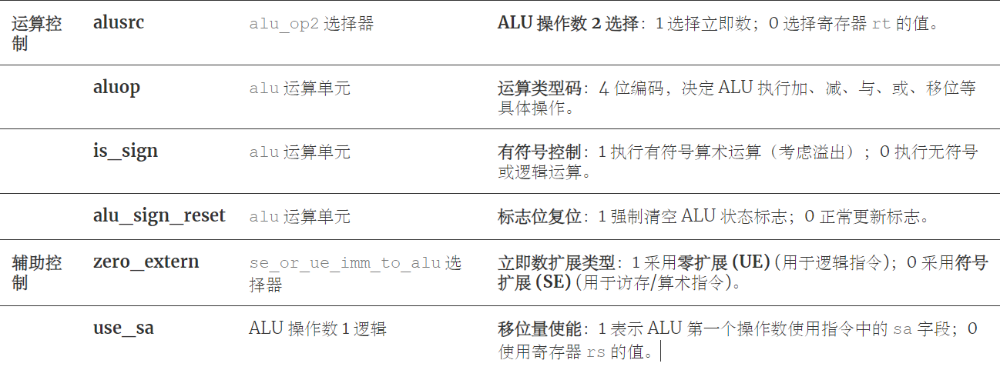 运算控制 alusrc alu_op2 选择器 ALU 操作数 2 选择：1 选择立即数；0 选择寄存器 rt 的值。
aluop alu 运算单元 运算类型码：4 位编码，决定 ALU 执行加、减、与、或、移位等
具体操作。
is_sign alu 运算单元 有符号控制：1 执行有符号算术运算（考虑溢出）；0 执行无符号
或逻辑运算。
alu_sign_reset alu 运算单元 标志位复位：1 强制清空 ALU 状态标志；0 正常更新标志。
辅助控制 zero_extern se_or_ue_imm_to_alu 选择器 立即数扩展类型：1 采用零扩展 (UE) (用于逻辑指令)；0 采用符号
扩展 (SE) (用于访存/算术指令)。
use_sa ALU 操作数 1 逻辑 移位量使能：1 表示 ALU 第一个操作数使用指令中的 sa 字段；0
使用寄存器 rs 的值。